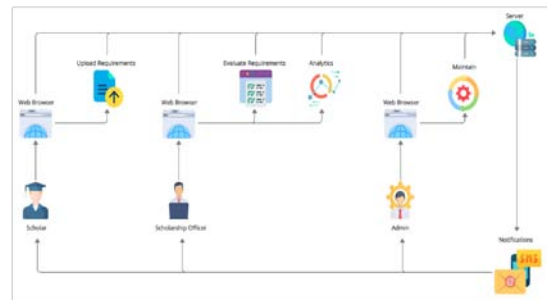 Server
Upload Requirements
Evaluate Requirements
Analytics
Maintain
Web Browser
Web Browser
Web Browser
Scholar
Scholarship Officer
Admin
Notifications
SMS